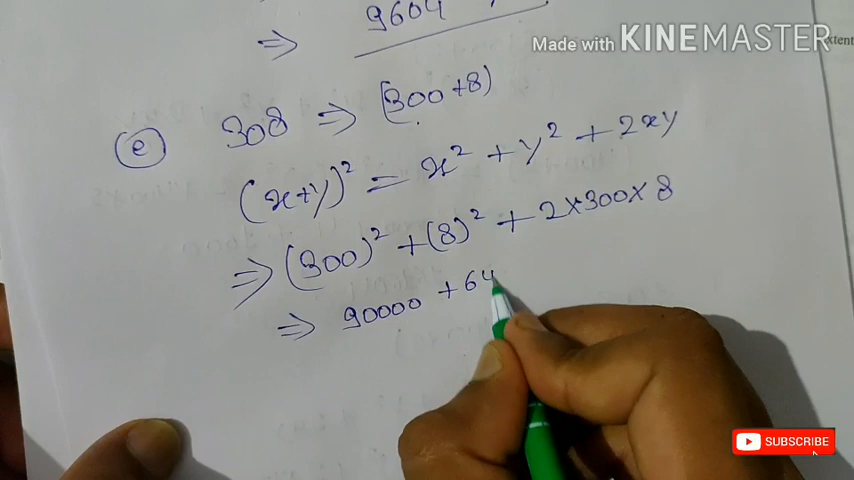 9604
⇒
Made with KINEMASTER
xtent
(e) 308 ⇒ (300+8)
(x+y)² = x² + y² + 2xy
⇒ (300)² + (8)² + 2×300×8
⇒ 90000 + 64
SUBSCRIBE